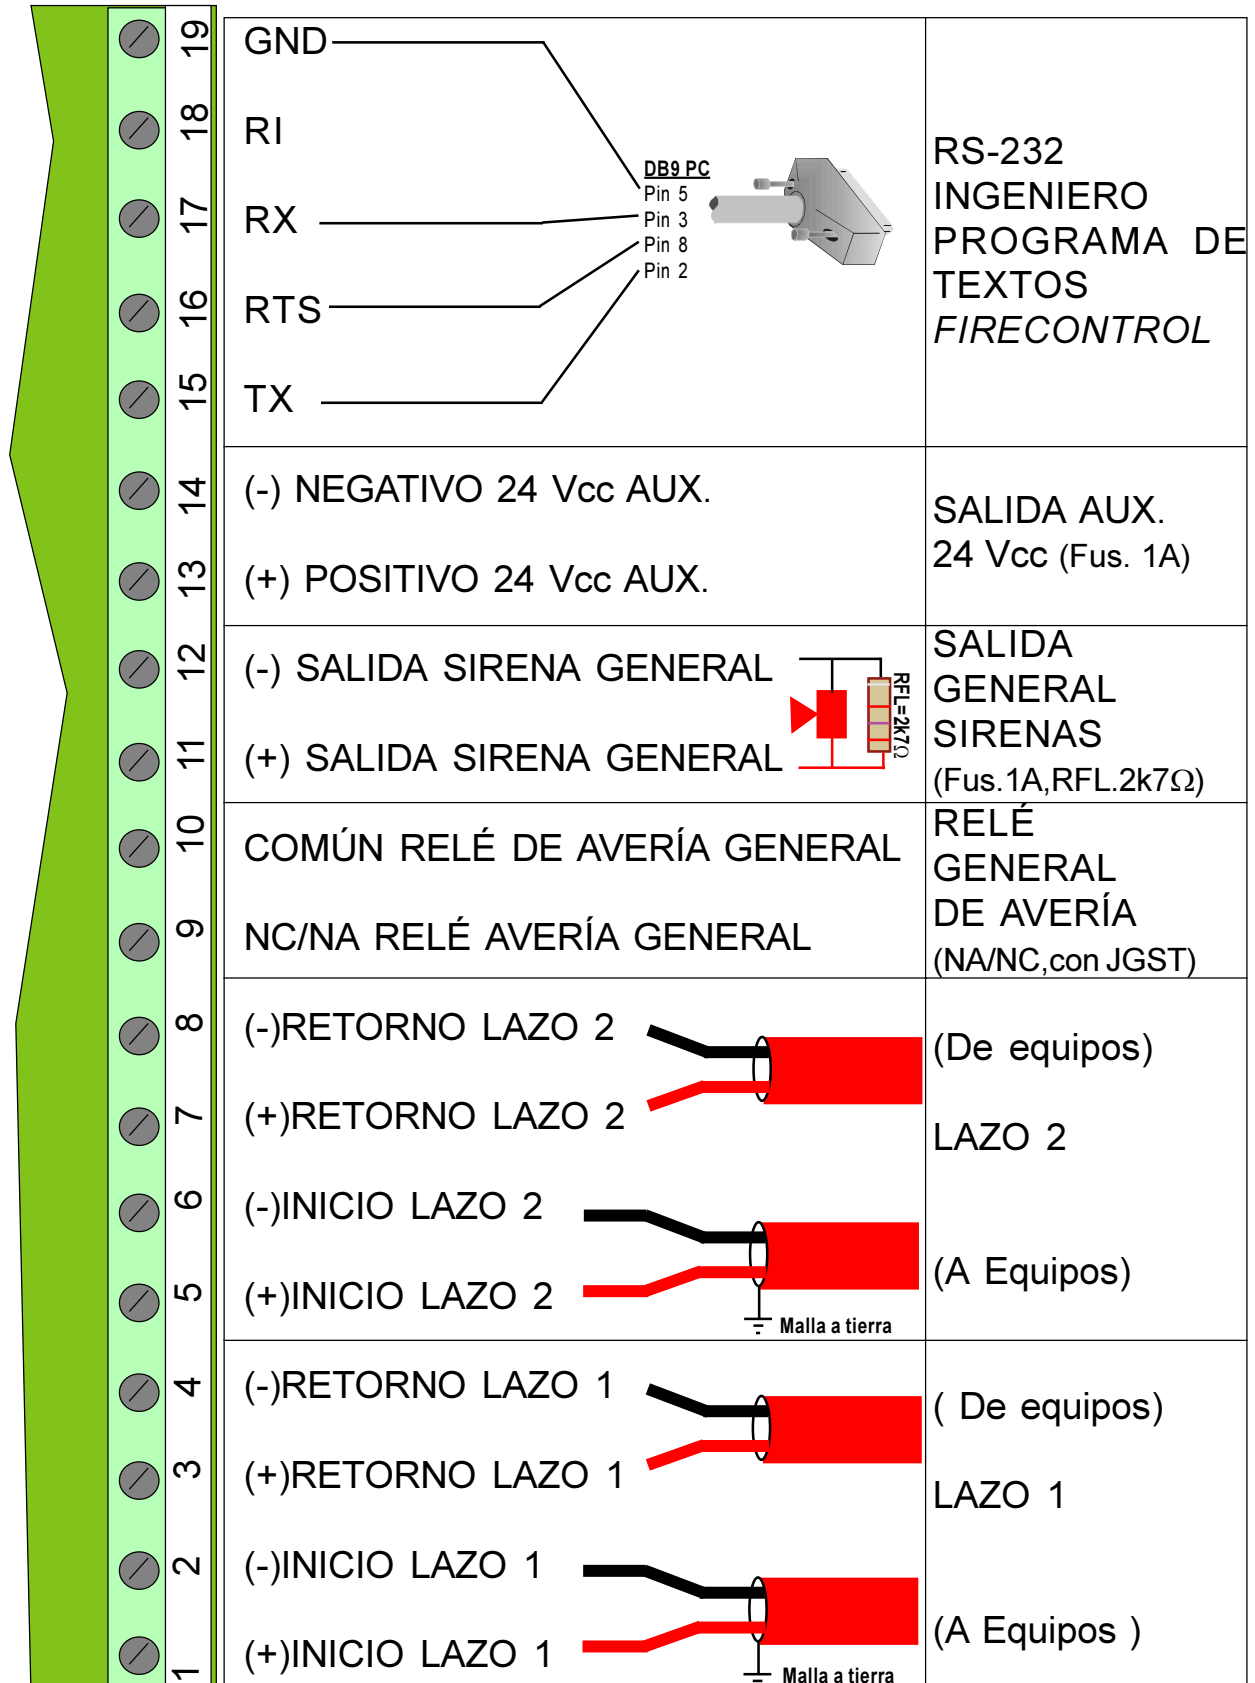 19
GND
18
RI
17
RX
16
RTS
15
TX
DB9 PC
Pin 5
Pin 3
Pin 8
Pin 2
RS-232
INGENIERO
PROGRAMA DE
TEXTOS
FIRECONTROL
14
(-) NEGATIVO 24 Vcc AUX.
13
(+) POSITIVO 24 Vcc AUX.
SALIDA AUX.
24 Vcc (Fus. 1A)
12
(-) SALIDA SIRENA GENERAL
11
(+) SALIDA SIRENA GENERAL
RFL=2k7Ω
SALIDA
GENERAL
SIRENAS
(Fus.1A,RFL.2k7Ω)
10
COMÚN RELÉ DE AVERÍA GENERAL
9
NC/NA RELÉ AVERÍA GENERAL
RELÉ
GENERAL
DE AVERÍA
(NA/NC,con JGST)
8
(-)RETORNO LAZO 2
7
(+)RETORNO LAZO 2
6
(-)INICIO LAZO 2
5
(+)INICIO LAZO 2
Malla a tierra
(De equipos)
LAZO 2
(A Equipos)
4
(-)RETORNO LAZO 1
3
(+)RETORNO LAZO 1
2
(-)INICIO LAZO 1
1
(+)INICIO LAZO 1
Malla a tierra
( De equipos)
LAZO 1
(A Equipos )